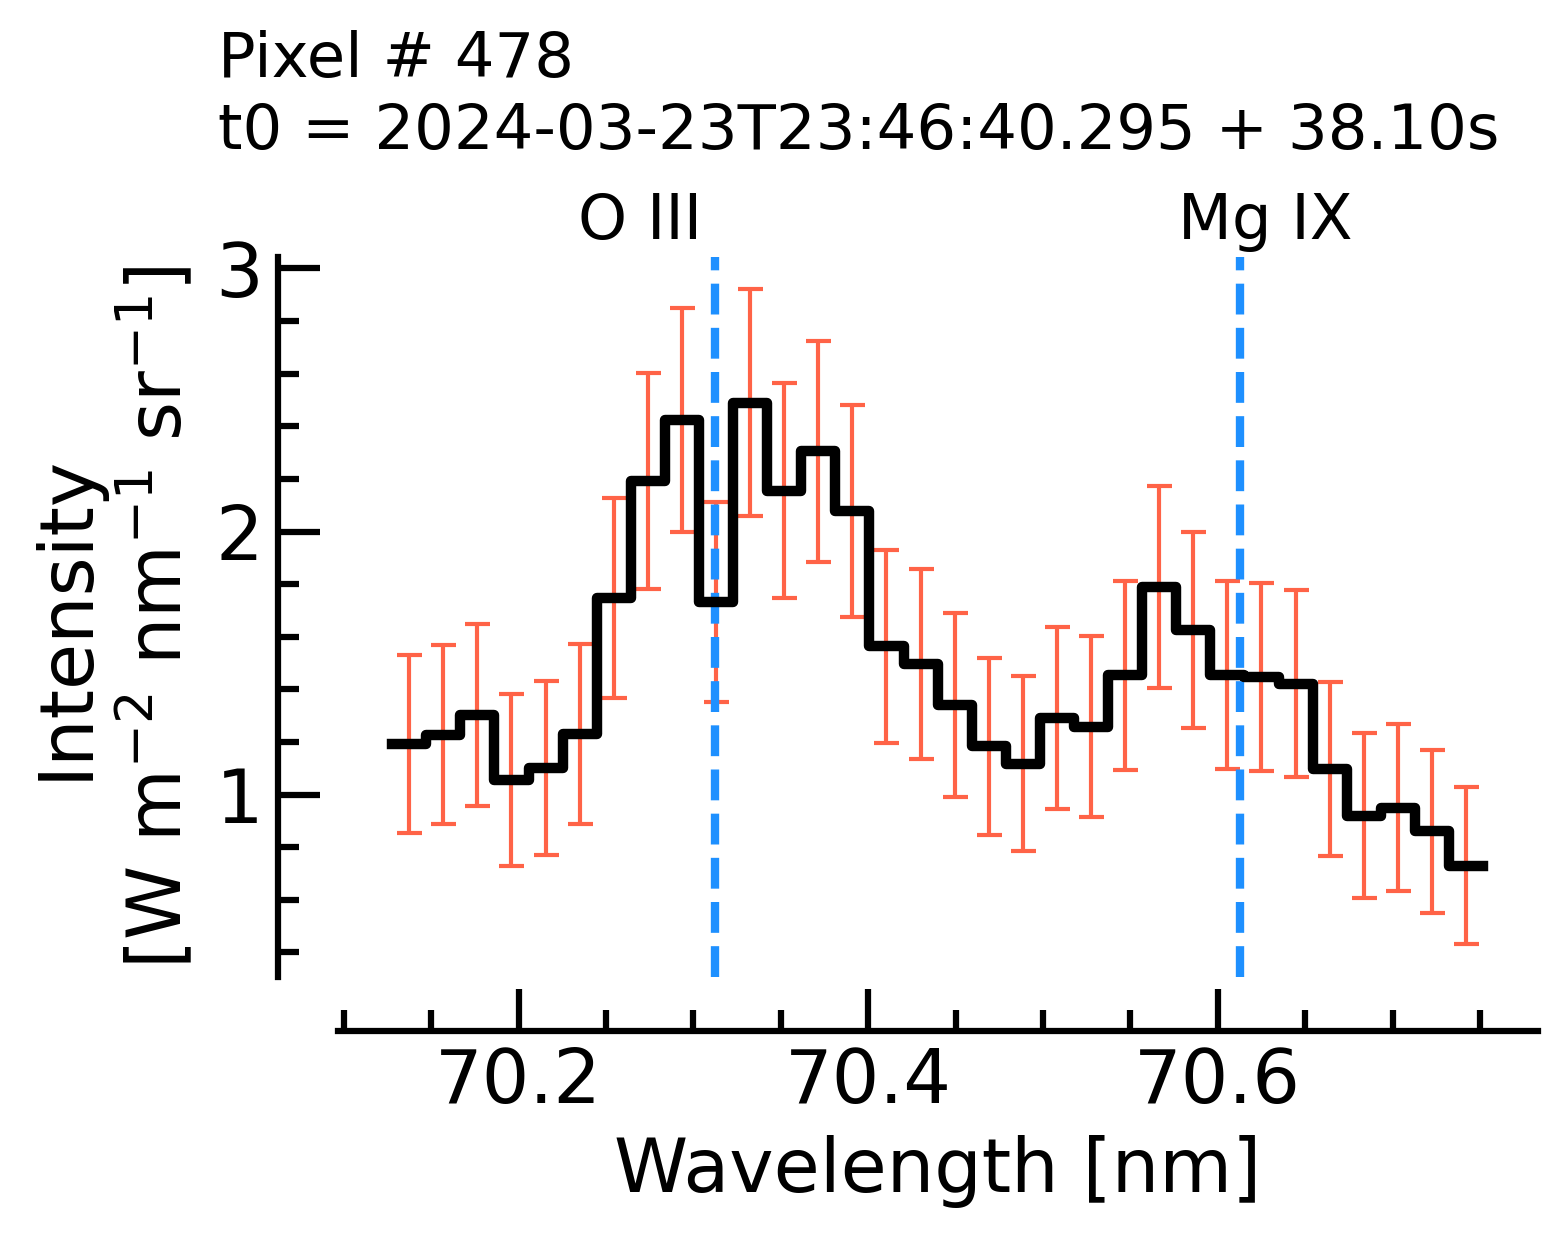 Pixel # 478
t0 = 2024-03-23T23:46:40.295 + 38.10s
O III
Mg IX
Intensity
[W m⁻² nm⁻¹ sr⁻¹]
3
2
1
70.2
70.4
70.6
Wavelength [nm]